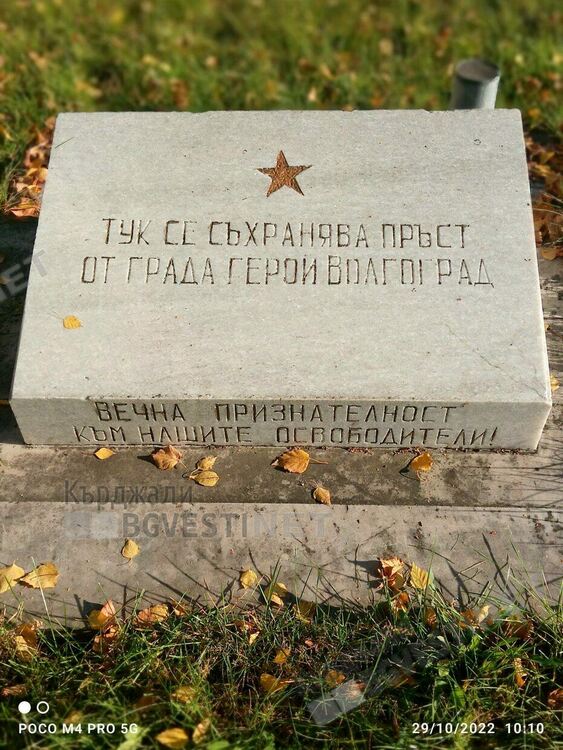 ТУК СЕ СЪХРАНЯВА ПРЪСТ
ОТ ГРАДА ГЕРОЙ ВОЛГОГРАД
ВЕЧНА ПРИЗНАТЕЛНОСТ
КЪМ НАШИТЕ ОСВОБОДИТЕЛИ!
Кърджали
BGVESTI.NET
POCO M4 PRO 5G
29/10/2022 10:10